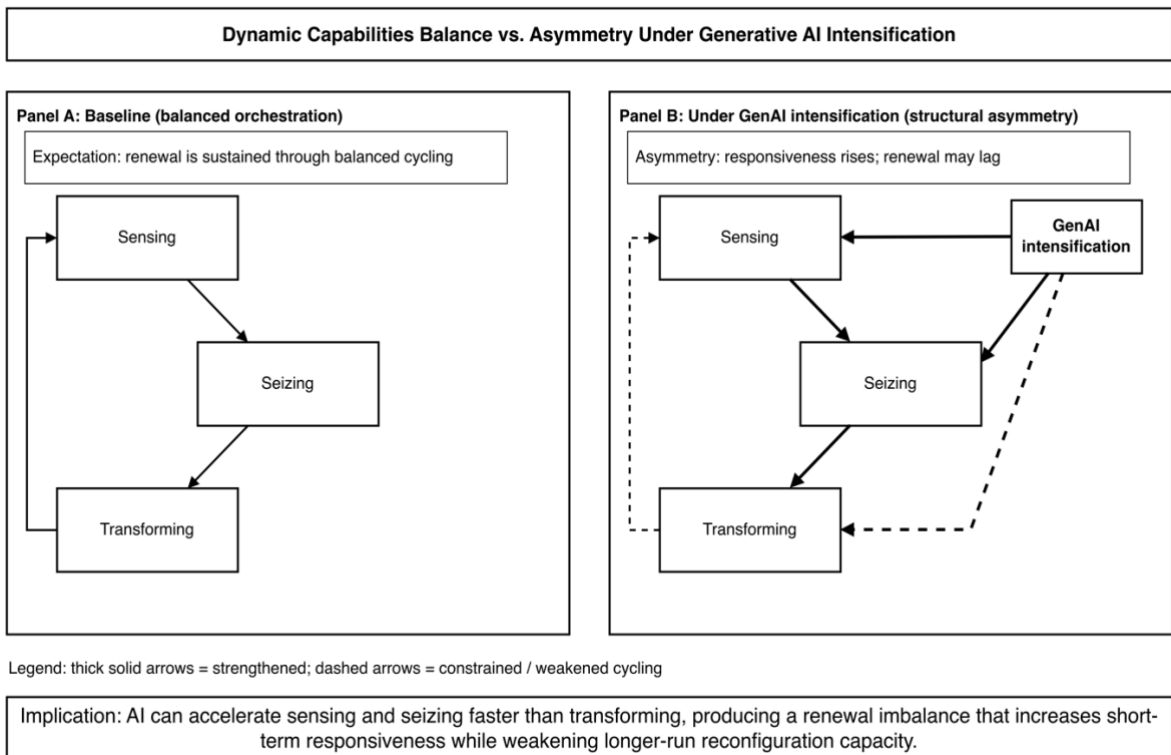 Dynamic Capabilities Balance vs. Asymmetry Under Generative AI Intensification
Panel A: Baseline (balanced orchestration)
Expectation: renewal is sustained through balanced cycling
Sensing
Seizing
Transforming
Panel B: Under GenAI intensification (structural asymmetry)
Asymmetry: responsiveness rises; renewal may lag
Sensing
GenAI
intensification
Seizing
Transforming
Legend: thick solid arrows = strengthened; dashed arrows = constrained / weakened cycling
Implication: AI can accelerate sensing and seizing faster than transforming, producing a renewal imbalance that increases short-
term responsiveness while weakening longer-run reconfiguration capacity.